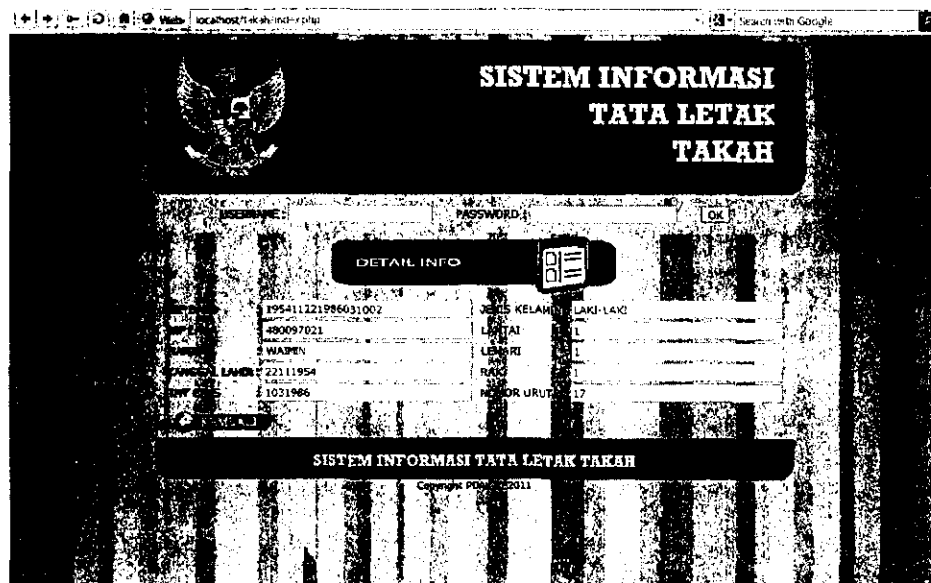 Web localhost/takah/index.php Search with Google
SISTEM INFORMASI
TATA LETAK
TAKAH
USERNAME : PASSWORD : OK
DETAIL INFO
195411221986031002 JENIS KELAMIN LAKI-LAKI
480097021 LANTAI 1
WAIMIN LEMARI 1
TANGGAL LAHIR : 22111954 RAK 1
1031986 NOMOR URUT 17
SISTEM INFORMASI TATA LETAK TAKAH
Copyright 2011